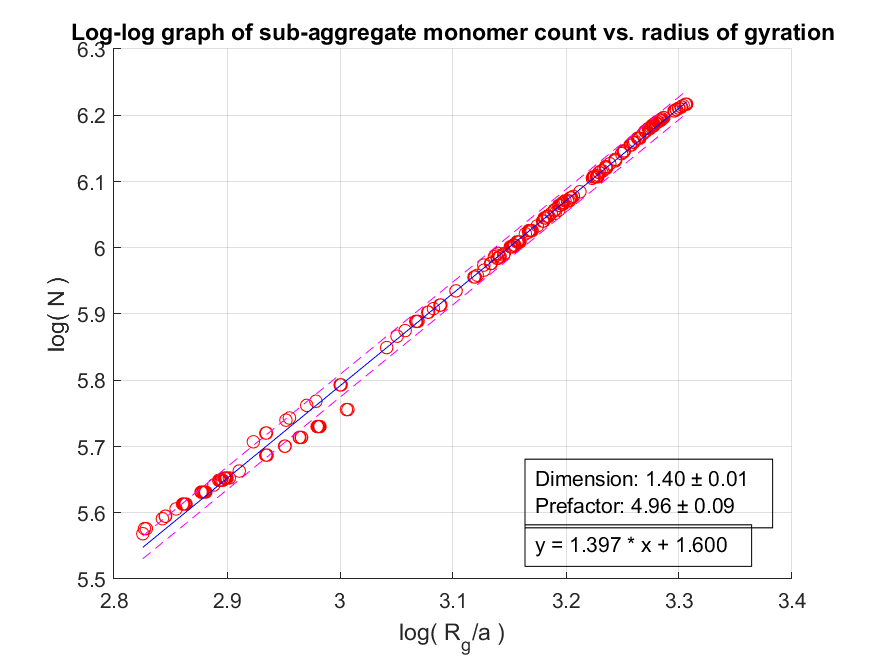 Log-log graph of sub-aggregate monomer count vs. radius of gyration
6.3
6.2
6.1
6
5.9
5.8
5.7
5.6
5.5
log( N )
Dimension: 1.40 ± 0.01
Prefactor: 4.96 ± 0.09
y = 1.397 * x + 1.600
2.8 2.9 3 3.1 3.2 3.3 3.4
log( R_g/a )